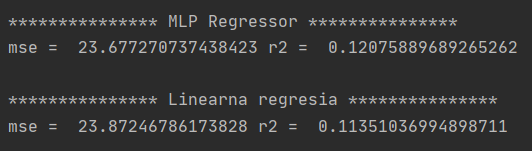 *************** MLP Regressor ***************
mse =  23.677270737438423 r2 =  0.12075889689265262
*************** Linearna regresia ***************
mse =  23.87246786173828 r2 =  0.11351036994898711